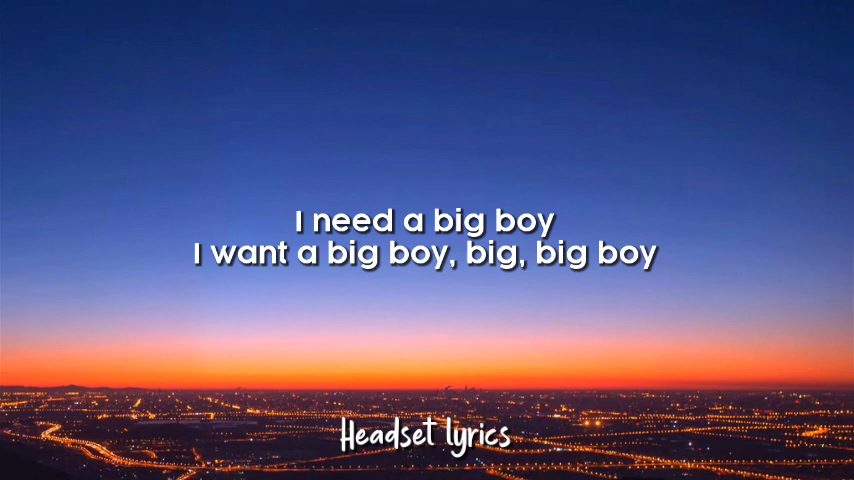 I need a big boy
I want a big boy, big, big boy
Headset lyrics